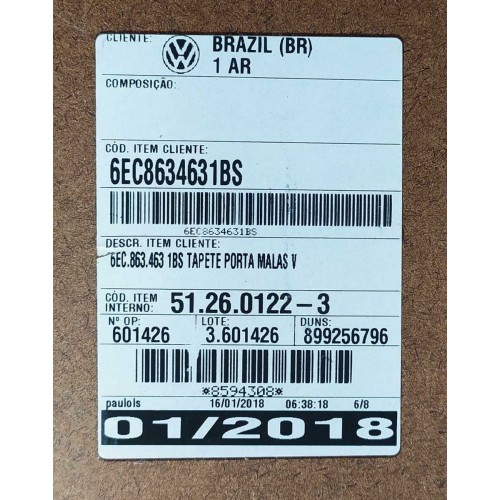 CLIENTE: BRAZIL (BR)
1 AR
COMPOSIÇÃO:
CÓD. ITEM CLIENTE:
6EC8634631BS
6EC8634631BS
DESCR. ITEM CLIENTE:
6EC.863.463 1BS TAPETE PORTA MALAS V
CÓD. ITEM
INTERNO: 51.26.0122-3
Nº OP: LOTE: DUNS:
601426 3.601426 899256796
*8594308*
paulols 16/01/2018 06:38:18 6/8
01/2018